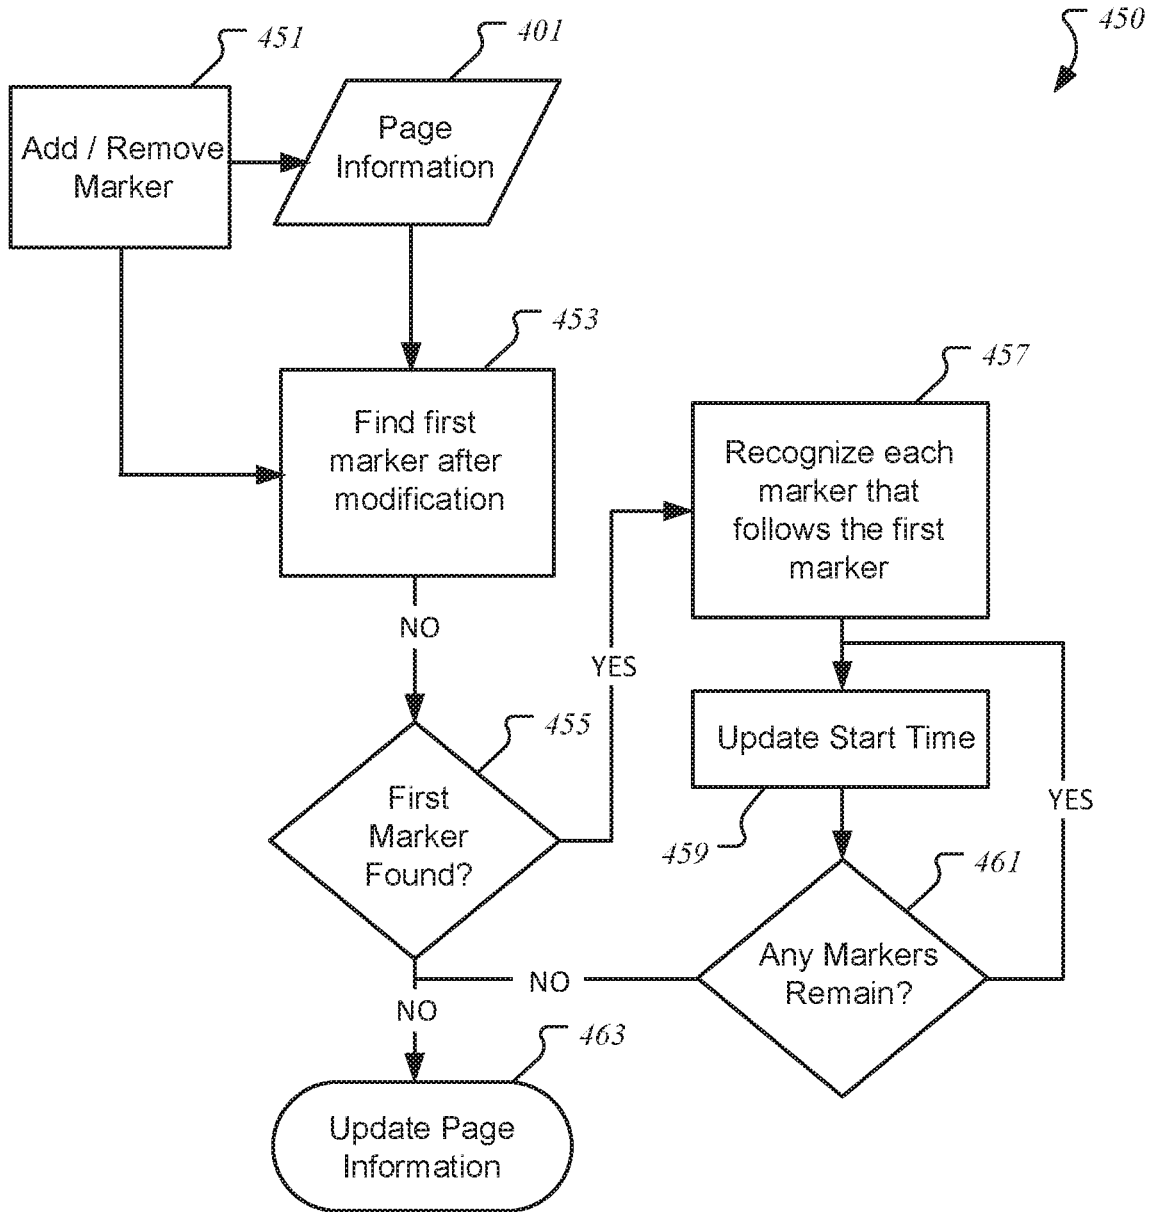 450
451
401
Add / Remove
Marker
Page
Information
453
Find first
marker after
modification
457
Recognize each
marker that
follows the first
marker
NO
YES
455
First
Marker
Found?
Update Start Time
459
YES
461
Any Markers
Remain?
NO
NO
463
Update Page
Information